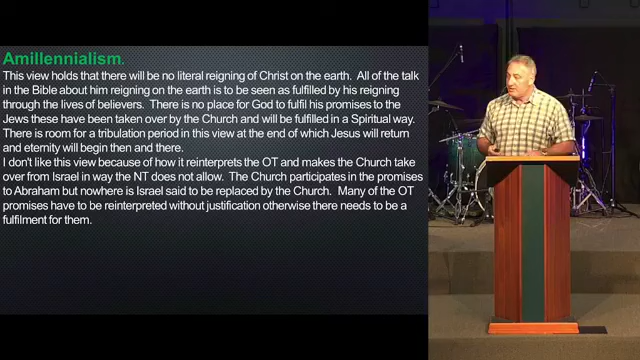 Amillennialism.
This view holds that there will be no literal reigning of Christ on the earth. All of the talk
in the Bible about him reigning on the earth is to be seen as fulfilled by his reigning
through the lives of believers. There is no place for God to fulfil his promises to the
Jews these have been taken over by the Church and will be fulfilled in a Spiritual way.
There is room for a tribulation period in this view at the end of which Jesus will return
and eternity will begin then and there.
I don't like this view because of how it reinterprets the OT and makes the Church take
over from Israel in way the NT does not allow. The Church participates in the promises
to Abraham but nowhere is Israel said to be replaced by the Church. Many of the OT
promises have to be reinterpreted without justification otherwise there needs to be a
fulfilment for them.